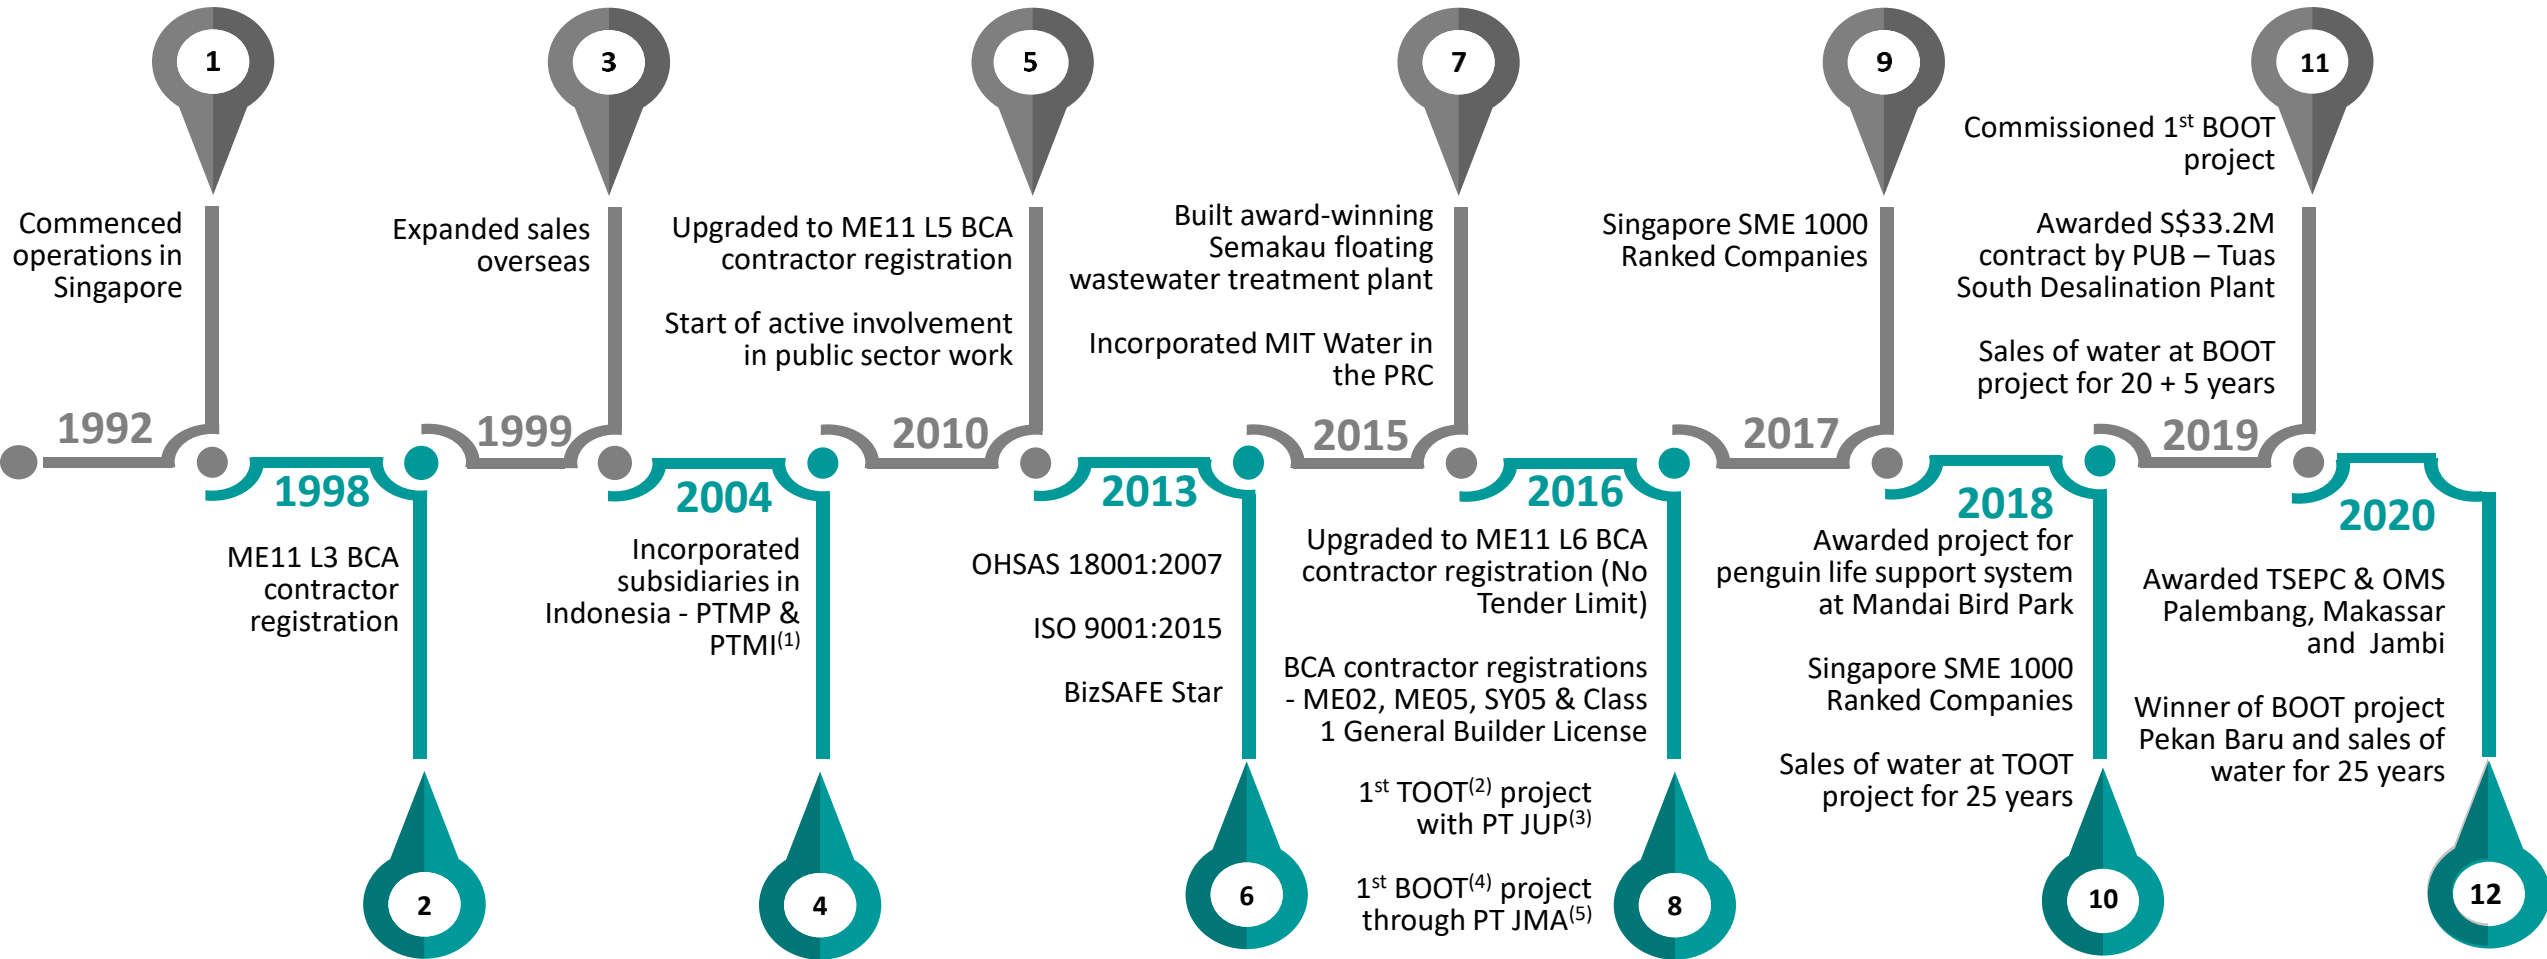 1
Commenced
operations in
Singapore
1992
1998
ME11 L3 BCA
contractor
registration
2
3
Expanded sales
overseas
1999
2004
Incorporated
subsidiaries in
Indonesia - PTMP &
PTMI(1)
4
5
Upgraded to ME11 L5 BCA
contractor registration
Start of active involvement
in public sector work
2010
2013
OHSAS 18001:2007
ISO 9001:2015
BizSAFE Star
6
7
Built award-winning
Semakau floating
wastewater treatment plant
Incorporated MIT Water in
the PRC
2015
2016
Upgraded to ME11 L6 BCA
contractor registration (No
Tender Limit)
BCA contractor registrations
- ME02, ME05, SY05 & Class
1 General Builder License
1st TOOT(2) project
with PT JUP(3)
1st BOOT(4) project
through PT JMA(5)
8
9
Singapore SME 1000
Ranked Companies
2017
2018
Awarded project for
penguin life support system
at Mandai Bird Park
Singapore SME 1000
Ranked Companies
Sales of water at TOOT
project for 25 years
10
11
Commissioned 1st BOOT
project
Awarded S$33.2M
contract by PUB – Tuas
South Desalination Plant
Sales of water at BOOT
project for 20 + 5 years
2019
2020
Awarded TSEPC & OMS
Palembang, Makassar
and Jambi
Winner of BOOT project
Pekan Baru and sales of
water for 25 years
12